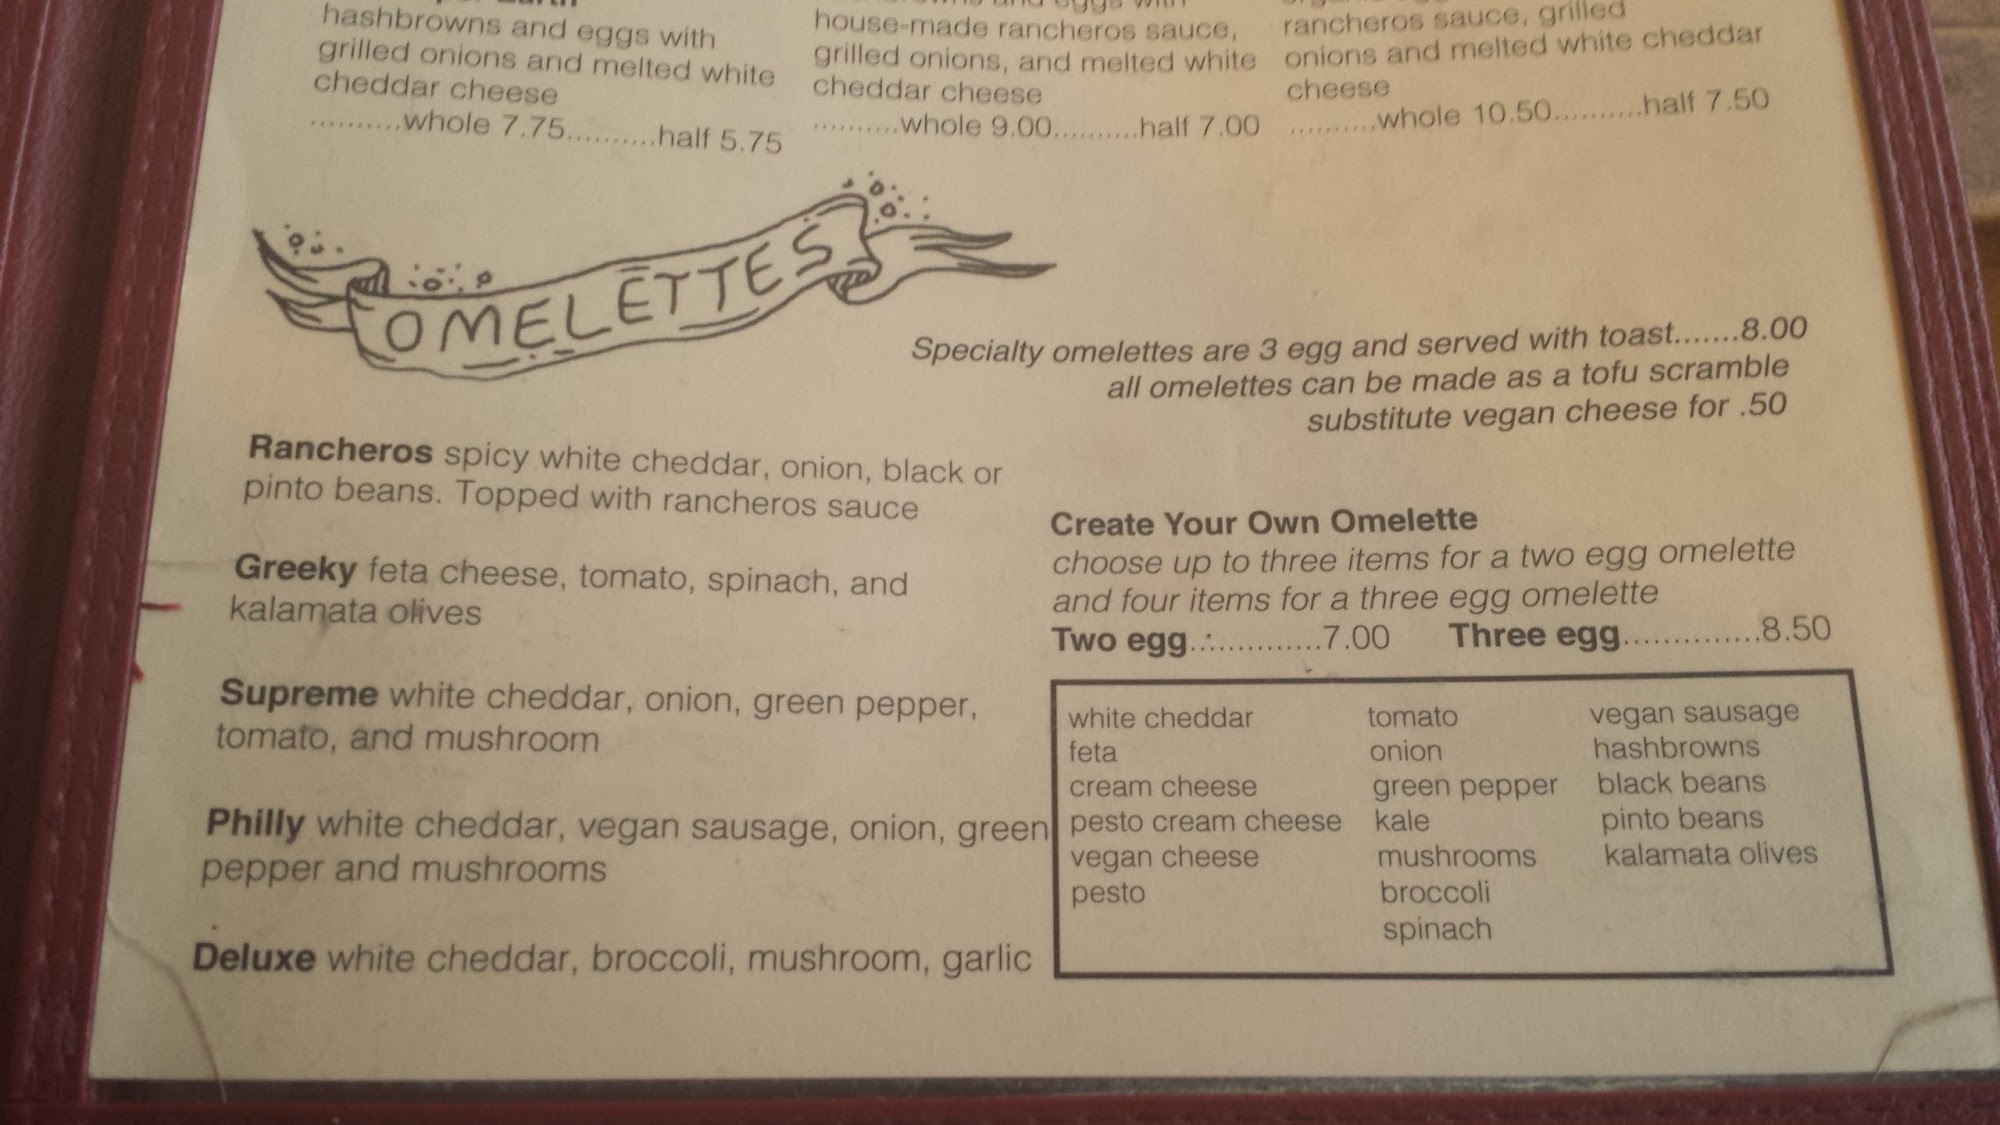 hashbrowns and eggs with
grilled onions and melted white
cheddar cheese
..........whole 7.75..........half 5.75
house-made rancheros sauce,
grilled onions, and melted white
cheddar cheese
..........whole 9.00..........half 7.00
rancheros sauce, grilled
onions and melted white cheddar
cheese
..........whole 10.50..........half 7.50
OMELETTES
Specialty omelettes are 3 egg and served with toast.......8.00
all omelettes can be made as a tofu scramble
substitute vegan cheese for .50
Rancheros spicy white cheddar, onion, black or
pinto beans. Topped with rancheros sauce
Greeky feta cheese, tomato, spinach, and
kalamata olives
Supreme white cheddar, onion, green pepper,
tomato, and mushroom
Philly white cheddar, vegan sausage, onion, green
pepper and mushrooms
Deluxe white cheddar, broccoli, mushroom, garlic
Create Your Own Omelette
choose up to three items for a two egg omelette
and four items for a three egg omelette
Two egg..............7.00 Three egg..............8.50
white cheddar
feta
cream cheese
pesto cream cheese
vegan cheese
pesto
tomato
onion
green pepper
kale
mushrooms
broccoli
spinach
vegan sausage
hashbrowns
black beans
pinto beans
kalamata olives